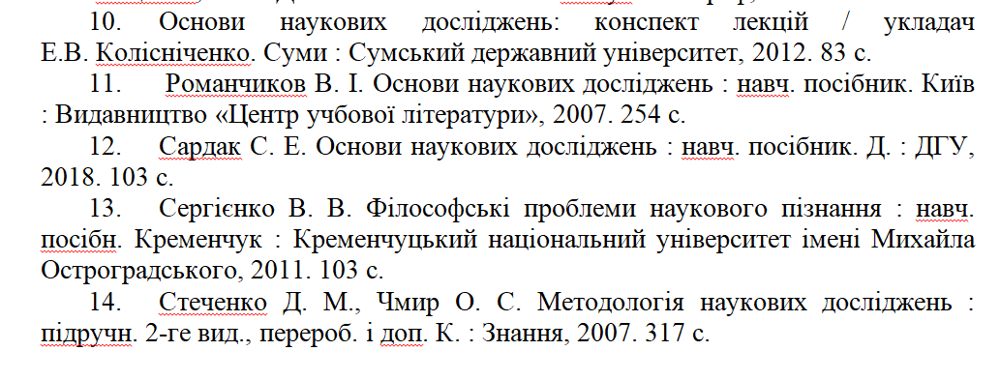 10. Основи наукових досліджень: конспект лекцій / укладач
Е.В. Колісніченко. Суми : Сумський державний університет, 2012. 83 с.
11. Романчиков В. І. Основи наукових досліджень : навч. посібник. Київ
: Видавництво «Центр учбової літератури», 2007. 254 с.
12. Сардак С. Е. Основи наукових досліджень : навч. посібник. Д. : ДГУ,
2018. 103 с.
13. Сергієнко В. В. Філософські проблеми наукового пізнання : навч.
посібн. Кременчук : Кременчуцький національний університет імені Михайла
Остроградського, 2011. 103 с.
14. Стеченко Д. М., Чмир О. С. Методологія наукових досліджень :
підручн. 2-ге вид., перероб. і доп. К. : Знання, 2007. 317 с.